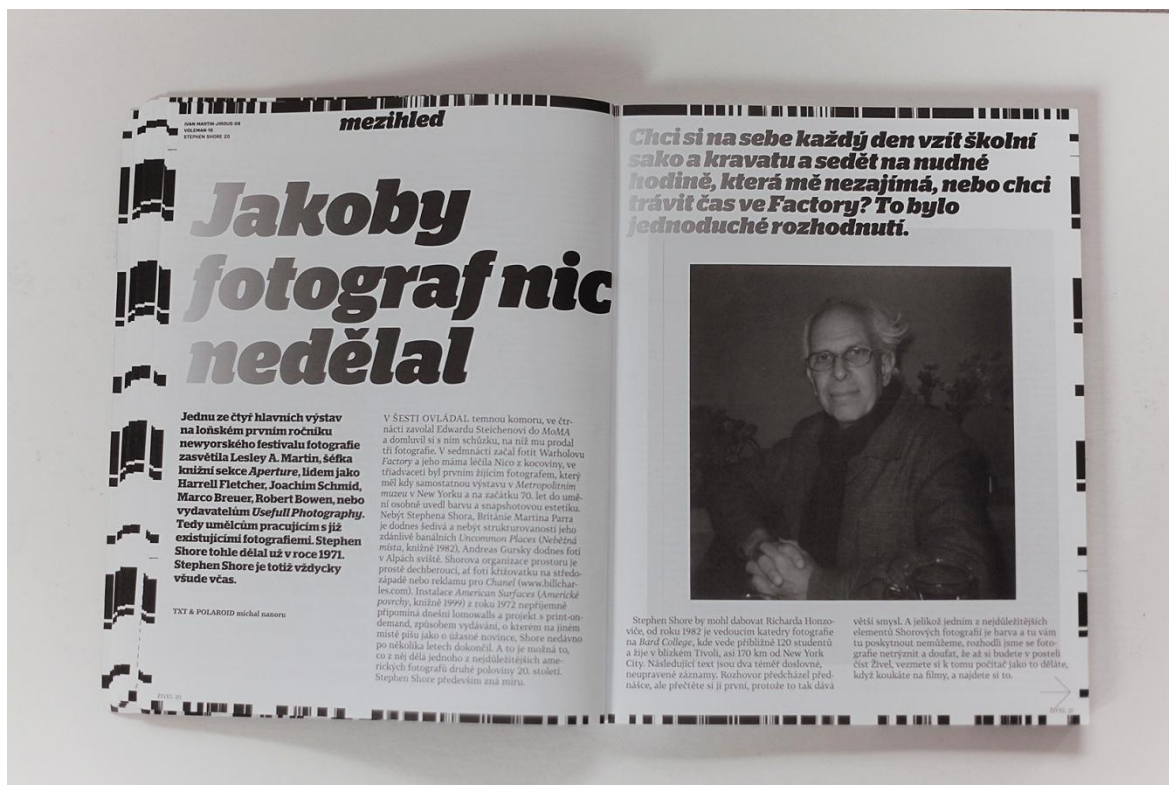 IVAN MARTIN JIROUS 08
VOLEMAN 16
STEPHEN SHORE 20
mezihled
Jakoby
fotograf nic
nedělal
Jednu ze čtyř hlavních výstav
na loňském prvním ročníku
newyorského festivalu fotografie
zasvětila Lesley A. Martin, šéfka
knižní sekce Aperture, lidem jako
Harrell Fletcher, Joachim Schmid,
Marco Breuer, Robert Bowen, nebo
vydavatelům Usefull Photography.
Tedy umělcům pracujícím s již
existujícími fotografiemi. Stephen
Shore tohle dělal už v roce 1971.
Stephen Shore je totiž vždycky
všude včas.
TXT & POLAROID michal nanoru
V ŠESTI OVLÁDAL temnou komoru, ve čtr-
nácti zavolal Edwardu Steichenovi do MoMA
a domluvil si s ním schůzku, na níž mu prodal
tři fotografie. V sedmnácti začal fotit Warholovu
Factory a jeho máma léčila Nico z kocoviny, ve
třiadvaceti byl prvním žijícím fotografem, který
měl kdy samostatnou výstavu v Metropolitním
muzeu v New Yorku a na začátku 70. let do umě-
ní osobně uvedl barvu a snapshotovou estetiku.
Nebýt Stephena Shora, Británie Martina Parra
je dodnes šedivá a nebýt strukturovanosti jeho
zdánlivě banálních Uncommon Places (Neběžná
místa, knižně 1982), Andreas Gursky dodnes fotí
v Alpách sviště. Shorova organizace prostoru je
prostě dechberoucí, ať fotí křižovatku na středo-
západě nebo reklamu pro Chanel (www.billchar-
les.com). Instalace American Surfaces (Americké
povrchy, knižně 1999) z roku 1972 nepříjemně
připomíná dnešní lomowalls a projekt s print-on-
demand, způsobem vydávání, o kterém na jiném
místě píšu jako o úžasné novince, Shore nedávno
po několika letech dokončil. A to je možná to,
co z něj dělá jednoho z nejdůležitějších ame-
rických fotografů druhé poloviny 20. století.
Stephen Shore především zná míru.
ŽIVEL 20
Chci si na sebe každý den vzít školní
sako a kravatu a sedět na nudné
hodině, která mě nezajímá, nebo chci
trávit čas ve Factory? To bylo
jednoduché rozhodnutí.
Stephen Shore by mohl dabovat Richarda Honzo-
viče, od roku 1982 je vedoucím katedry fotografie
na Bard College, kde vede přibližně 120 studentů
a žije v blízkém Tivoli, asi 170 km od New York
City. Následující text jsou dva téměř doslovné,
neupravené záznamy. Rozhovor předcházel před-
nášce, ale přečtěte si ji první, protože to tak dává
větší smysl. A jelikož jedním z nejdůležitějších
elementů Shorových fotografií je barva a tu vám
tu poskytnout nemůžeme, rozhodli jsme se foto-
grafie netrýznit a doufat, že až si budete v posteli
číst Živel, vezmete si k tomu počítač jako to děláte,
když koukáte na filmy, a najdete si to.
ŽIVEL 20